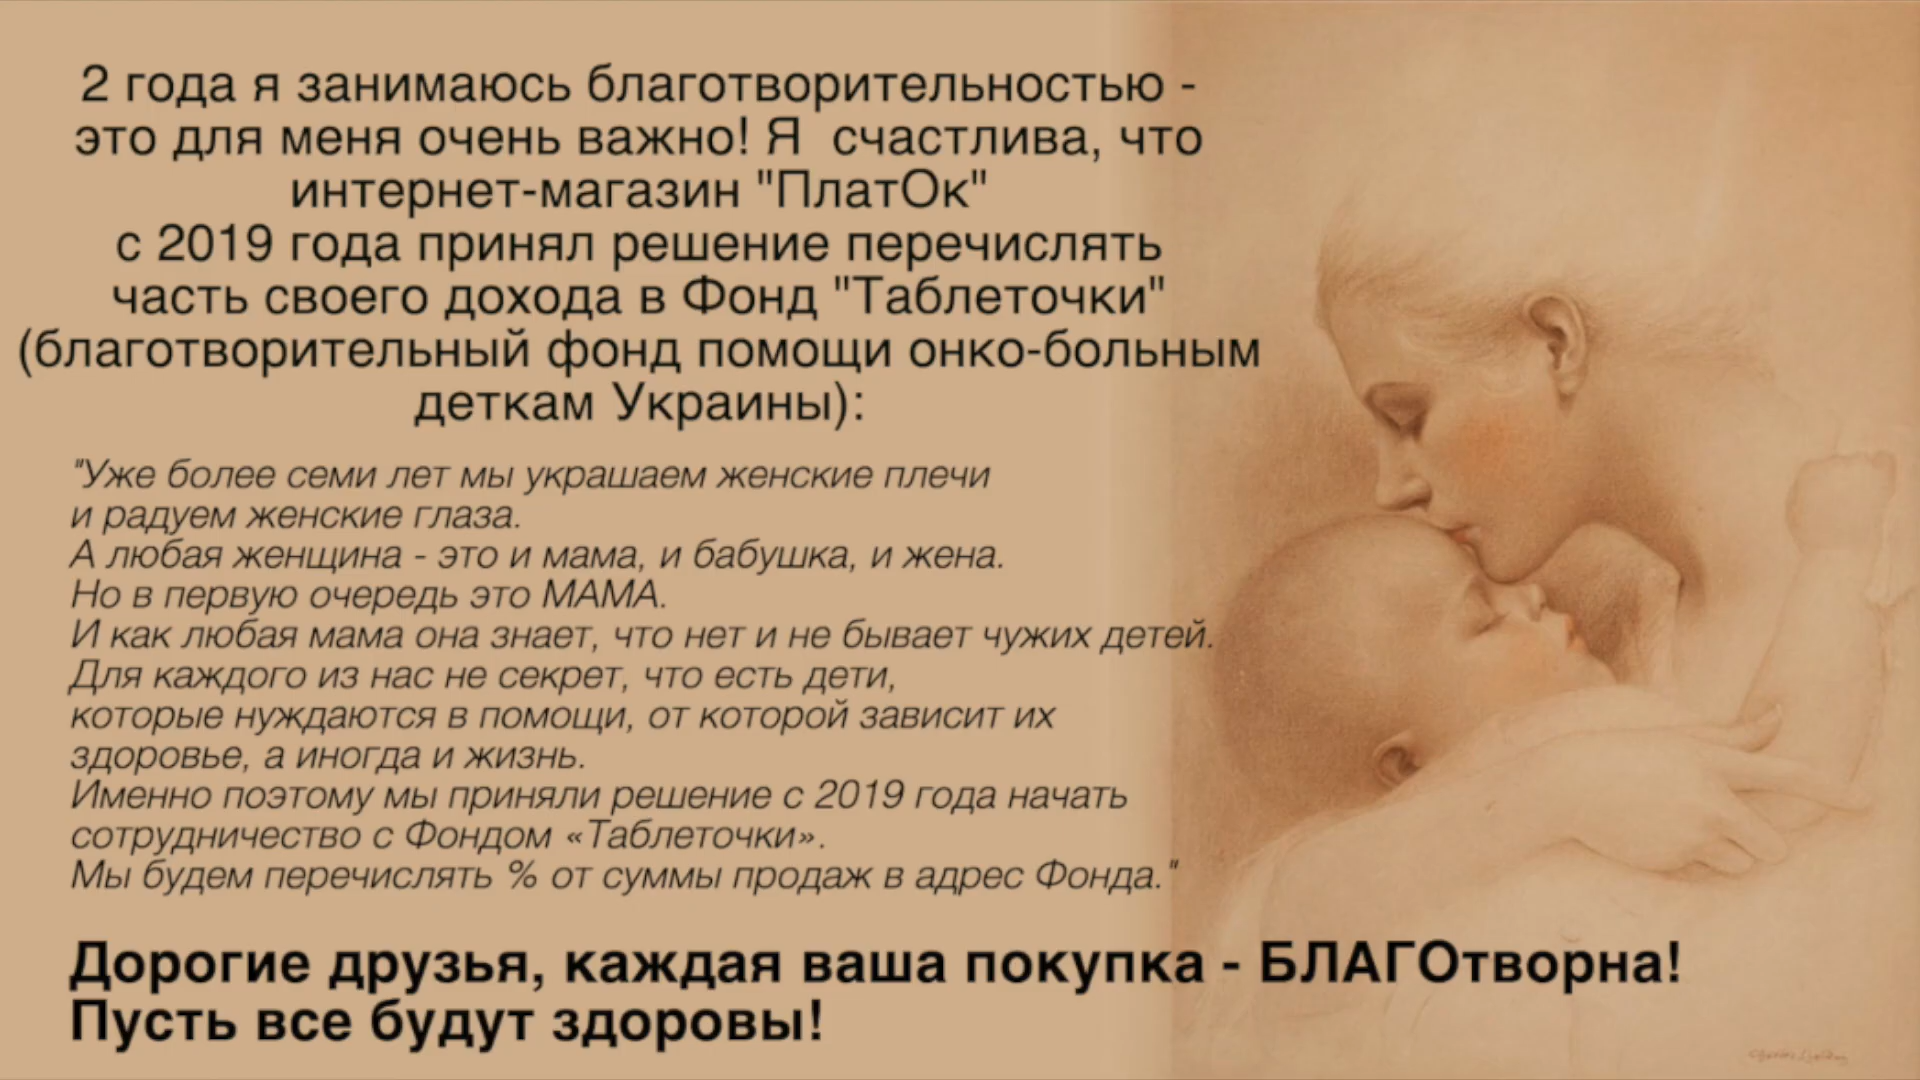 2 года я занимаюсь благотворительностью -
это для меня очень важно! Я  счастлива, что
интернет-магазин "ПлатОк"
с 2019 года принял решение перечислять
часть своего дохода в Фонд "Таблеточки"
(благотворительный фонд помощи онко-больным
деткам Украины):
"Уже более семи лет мы украшаем женские плечи
и радуем женские глаза.
А любая женщина - это и мама, и бабушка, и жена.
Но в первую очередь это МАМА.
И как любая мама она знает, что нет и не бывает чужих детей.
Для каждого из нас не секрет, что есть дети,
которые нуждаются в помощи, от которой зависит их
здоровье, а иногда и жизнь.
Именно поэтому мы приняли решение с 2019 года начать
сотрудничество с Фондом «Таблеточки».
Мы будем перечислять % от суммы продаж в адрес Фонда."
Дорогие друзья, каждая ваша покупка - БЛАГОтворна!
Пусть все будут здоровы!